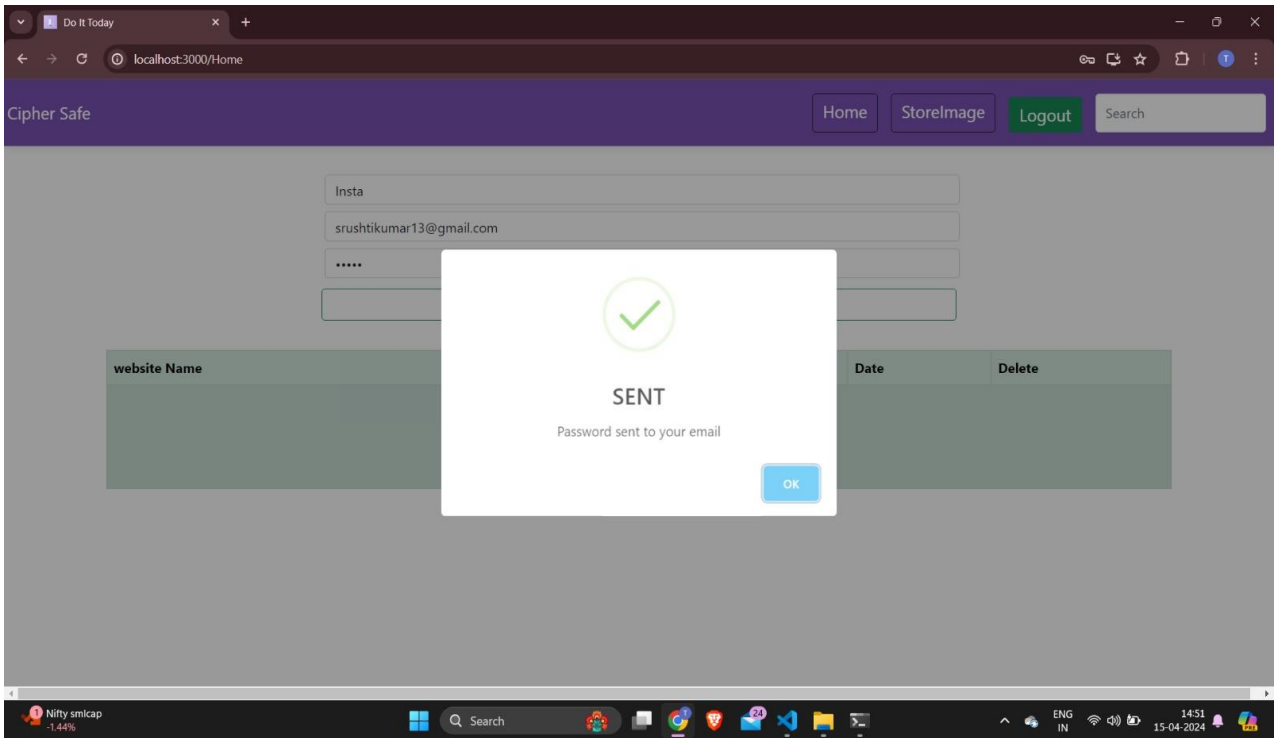 Do It Today
localhost:3000/Home
T
Cipher Safe
Home
StoreImage
Logout
Search
Insta
srushtikumar13@gmail.com
•••••
website Name
Date
Delete
SENT
Password sent to your email
OK
1
Nifty smlcap
-1.44%
Search
24
ENG
IN
14:51
15-04-2024